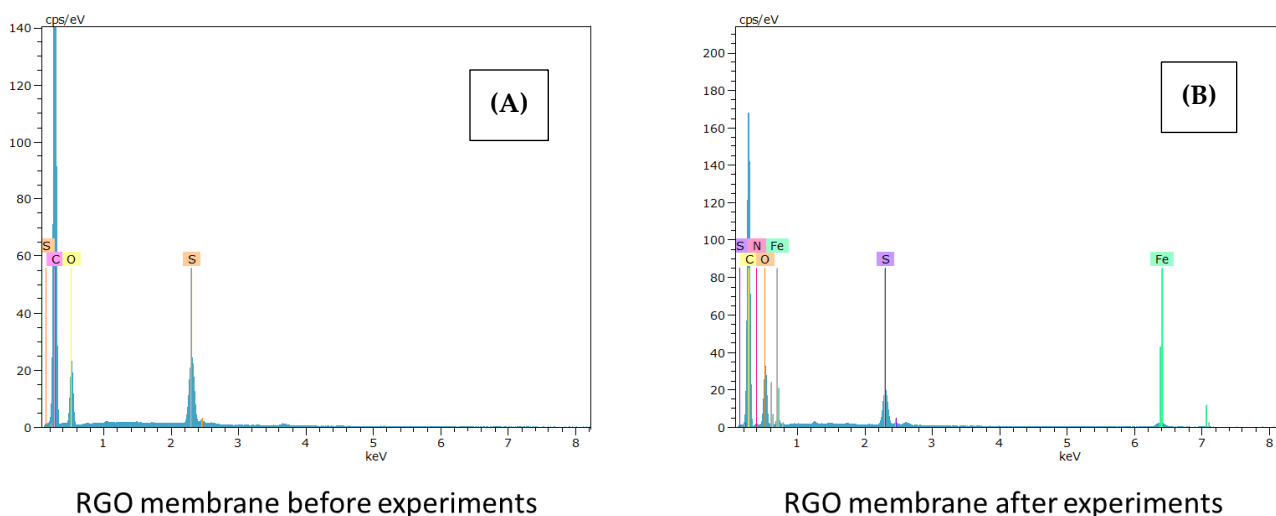 cps/eV
140
120
100
80
60
40
20
0
(A)
S
C O
S
1 2 3 4 5 6 7 8
keV
RGO membrane before experiments
cps/eV
200
180
160
140
120
100
80
60
40
20
0
(B)
S N Fe
C O
S
Fe
1 2 3 4 5 6 7 8
keV
RGO membrane after experiments